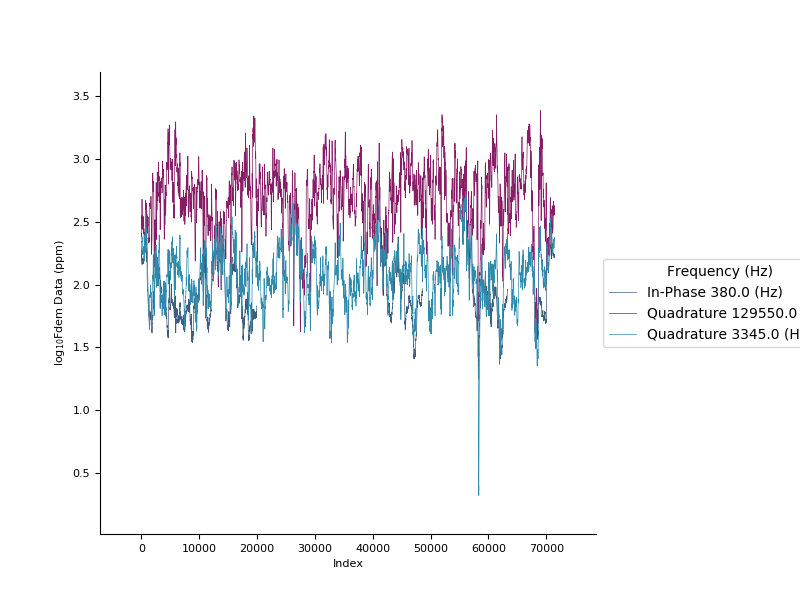 3.5
3.0
2.5
2.0
1.5
1.0
0.5
log₁₀Fdem Data (ppm)
0 10000 20000 30000 40000 50000 60000 70000
Index
Frequency (Hz)
In-Phase 380.0 (Hz)
Quadrature 129550.0
Quadrature 3345.0 (H